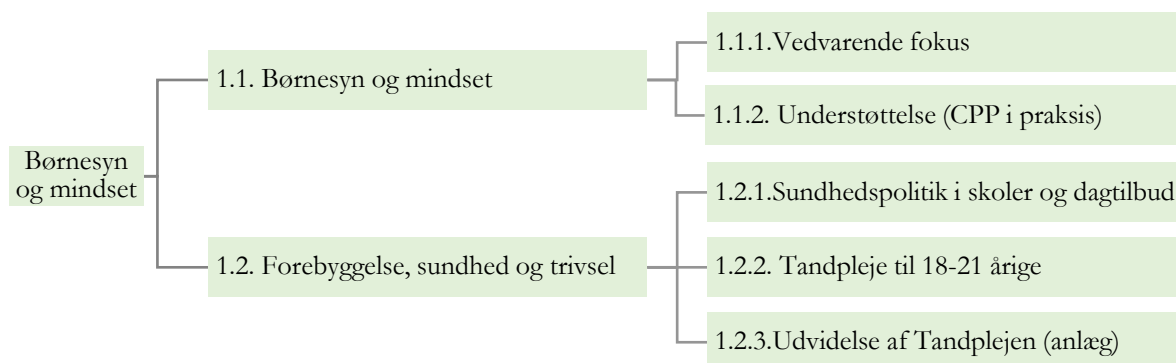 Børnesyn
og mindset
1.1. Børnesyn og mindset
1.1.1.Vedvarende fokus
1.1.2. Understøttelse (CPP i praksis)
1.2. Forebyggelse, sundhed og trivsel
1.2.1.Sundhedspolitik i skoler og dagtilbud
1.2.2. Tandpleje til 18-21 årige
1.2.3.Udvidelse af Tandplejen (anlæg)